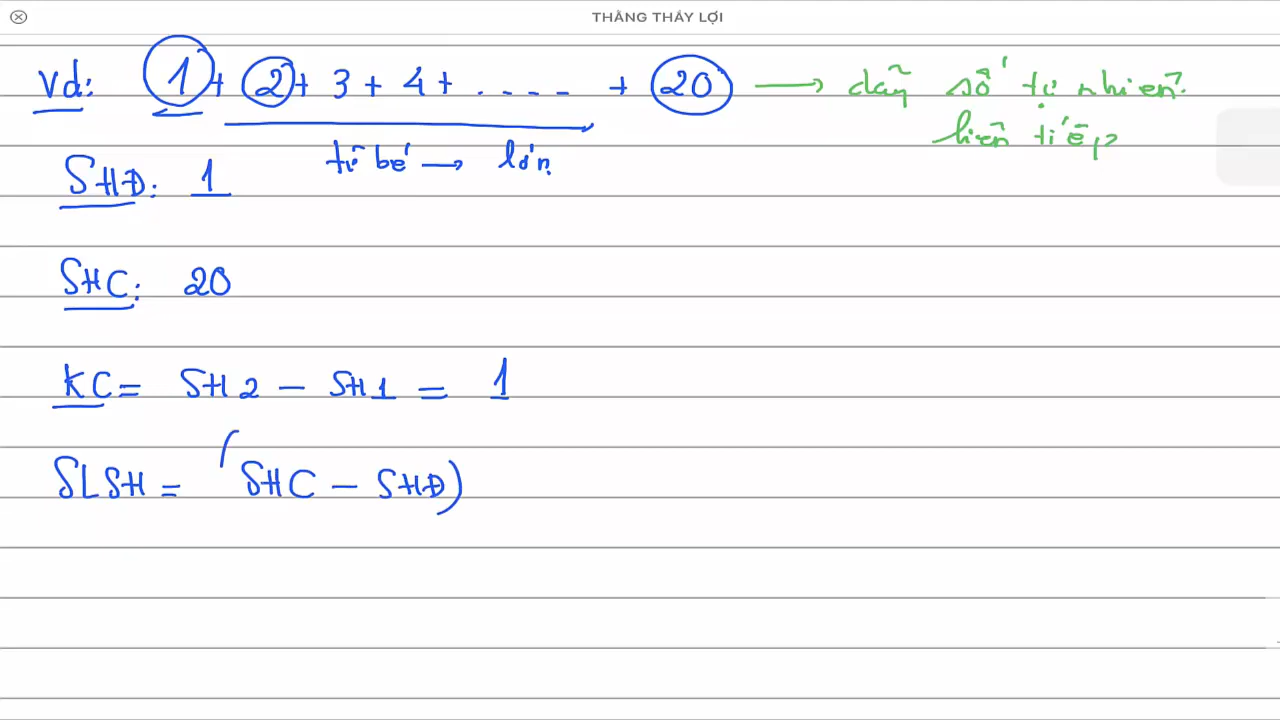 THẮNG THẦY LỢI
Vd: 1 + 2 + 3 + 4 + .... + 20 → dãy số tự nhiên
liên tiếp
từ bé → lớn
SHĐ: 1
SHC: 20
KC = SH2 - SH1 = 1
SLSH = (SHC - SHĐ)